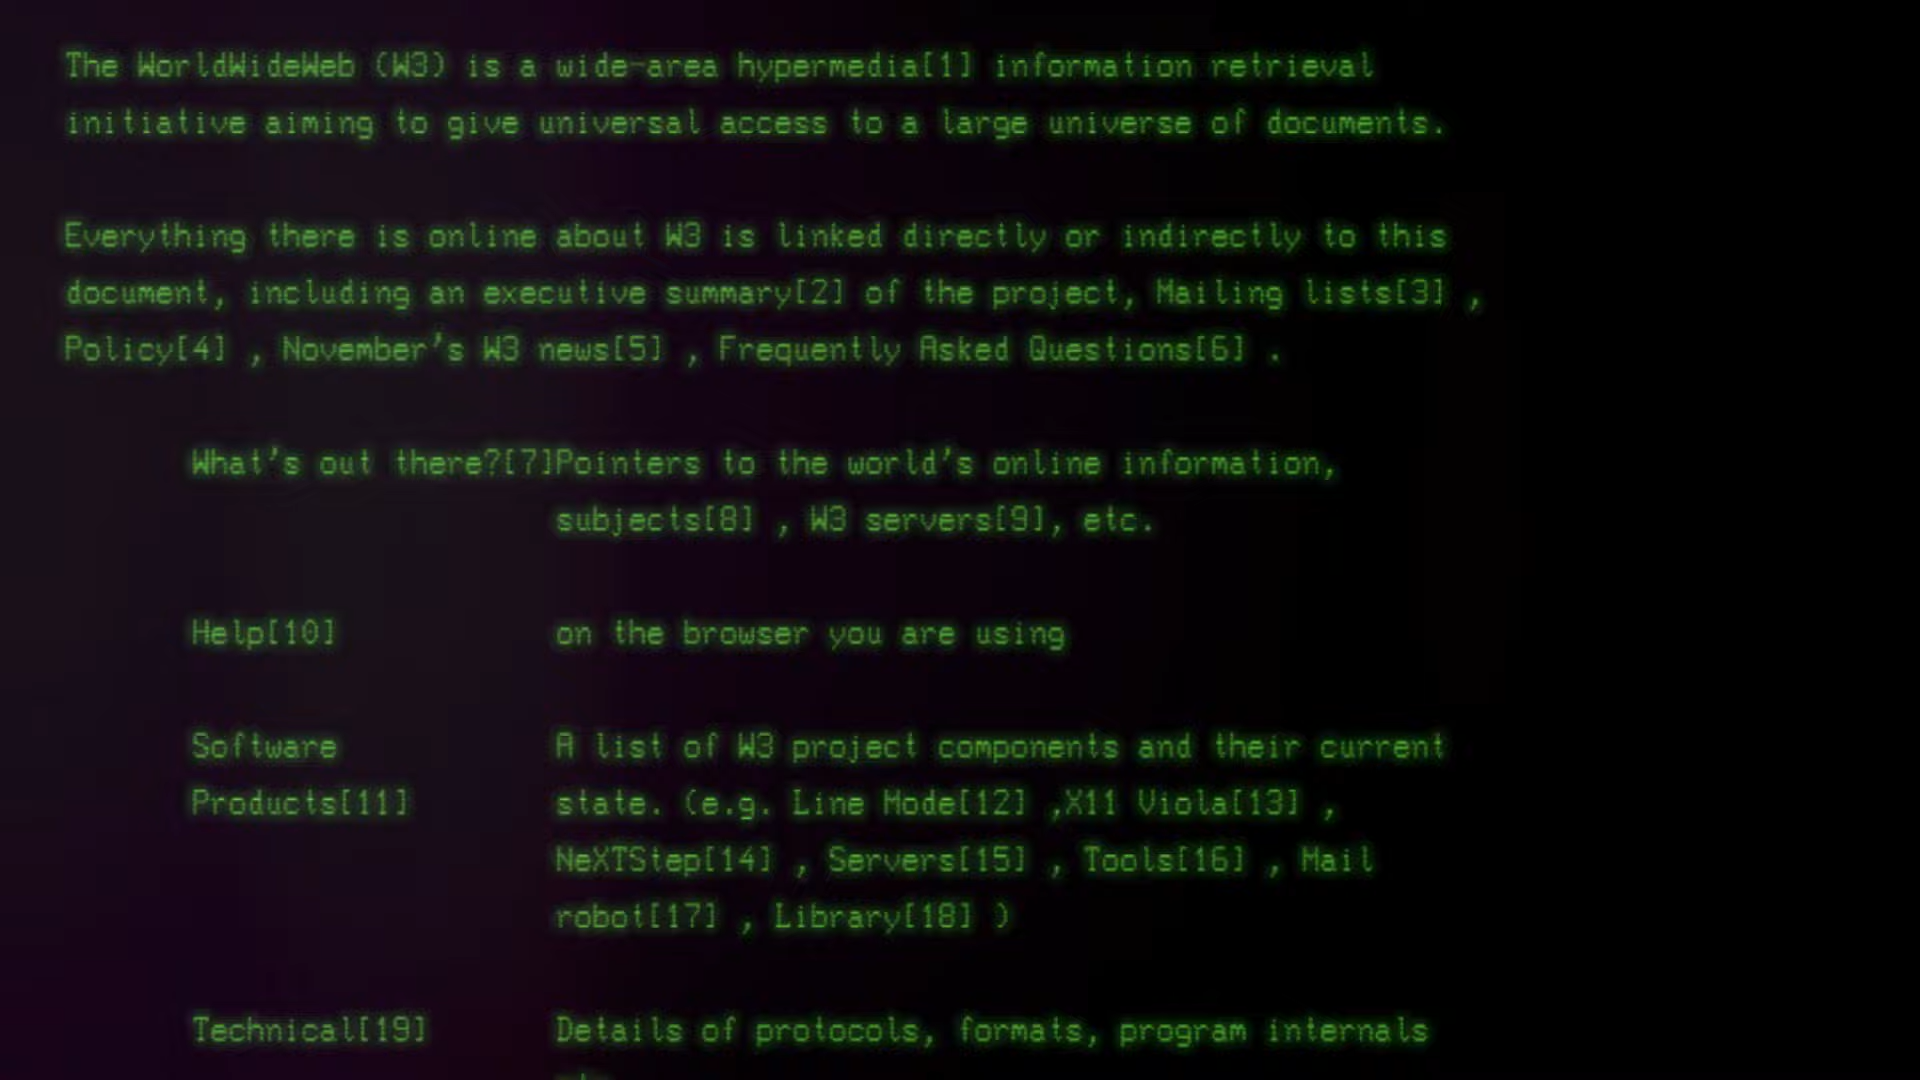 The WorldWideWeb (W3) is a wide-area hypermedia[1] information retrieval
initiative aiming to give universal access to a large universe of documents.
Everything there is online about W3 is linked directly or indirectly to this
document, including an executive summary[2] of the project, Mailing lists[3] ,
Policy[4] , November's W3 news[5] , Frequently Asked Questions[6] .
What's out there?[7]Pointers to the world's online information,
subjects[8] , W3 servers[9], etc.
Help[10] on the browser you are using
Software A list of W3 project components and their current
Products[11] state. (e.g. Line Mode[12] ,X11 Viola[13] ,
NeXTStep[14] , Servers[15] , Tools[16] , Mail
robot[17] , Library[18] )
Technical[19] Details of protocols, formats, program internals